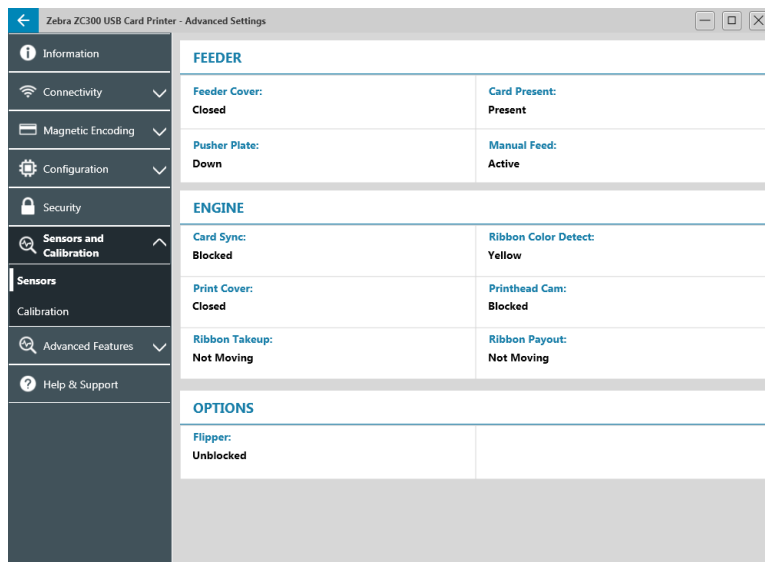 Zebra ZC300 USB Card Printer - Advanced Settings
Information
Connectivity
Magnetic Encoding
Configuration
Security
Sensors and
Calibration
Sensors
Calibration
Advanced Features
Help & Support
FEEDER
Feeder Cover:
Closed
Card Present:
Present
Pusher Plate:
Down
Manual Feed:
Active
ENGINE
Card Sync:
Blocked
Ribbon Color Detect:
Yellow
Print Cover:
Closed
Printhead Cam:
Blocked
Ribbon Takeup:
Not Moving
Ribbon Payout:
Not Moving
OPTIONS
Flipper:
Unblocked